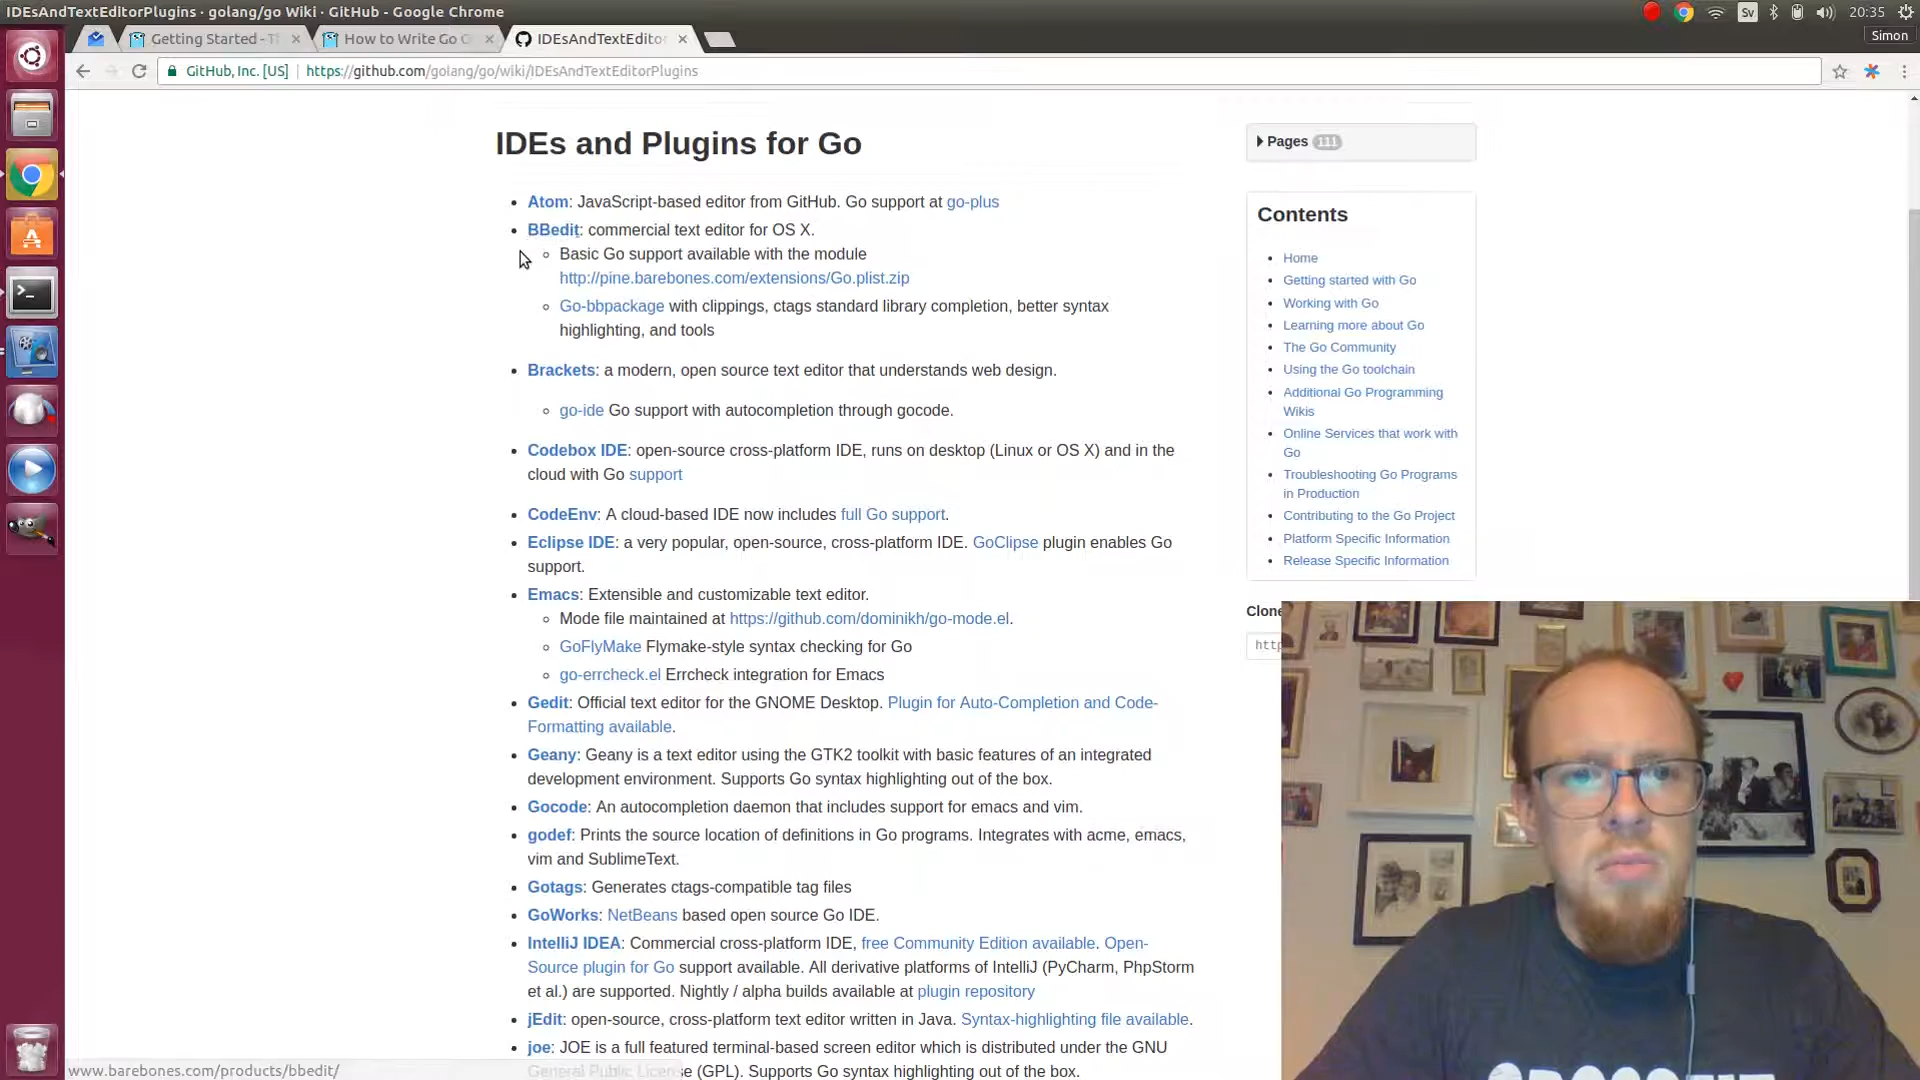 IDEsAndTextEditorPlugins · golang/go Wiki · GitHub - Google Chrome
Sv
20:35
Getting Started - T
How to Write Go C
IDEsAndTextEditor
Simon
GitHub, Inc. [US]
https://github.com/golang/go/wiki/IDEsAndTextEditorPlugins
IDEs and Plugins for Go
Atom: JavaScript-based editor from GitHub. Go support at go-plus
BBedit: commercial text editor for OS X.
Basic Go support available with the module
http://pine.barebones.com/extensions/Go.plist.zip
Go-bbpackage with clippings, ctags standard library completion, better syntax
highlighting, and tools
Brackets: a modern, open source text editor that understands web design.
go-ide Go support with autocompletion through gocode.
Codebox IDE: open-source cross-platform IDE, runs on desktop (Linux or OS X) and in the
cloud with Go support
CodeEnv: A cloud-based IDE now includes full Go support.
Eclipse IDE: a very popular, open-source, cross-platform IDE. GoClipse plugin enables Go
support.
Emacs: Extensible and customizable text editor.
Mode file maintained at https://github.com/dominikh/go-mode.el.
GoFlyMake Flymake-style syntax checking for Go
go-errcheck.el Errcheck integration for Emacs
Gedit: Official text editor for the GNOME Desktop. Plugin for Auto-Completion and Code-
Formatting available.
Geany: Geany is a text editor using the GTK2 toolkit with basic features of an integrated
development environment. Supports Go syntax highlighting out of the box.
Gocode: An autocompletion daemon that includes support for emacs and vim.
godef: Prints the source location of definitions in Go programs. Integrates with acme, emacs,
vim and SublimeText.
Gotags: Generates ctags-compatible tag files
GoWorks: NetBeans based open source Go IDE.
IntelliJ IDEA: Commercial cross-platform IDE, free Community Edition available. Open-
Source plugin for Go support available. All derivative platforms of IntelliJ (PyCharm, PhpStorm
et al.) are supported. Nightly / alpha builds available at plugin repository
jEdit: open-source, cross-platform text editor written in Java. Syntax-highlighting file available.
joe: JOE is a full featured terminal-based screen editor which is distributed under the GNU
General Public License (GPL). Supports Go syntax highlighting out of the box.
Pages 111
Contents
Home
Getting started with Go
Working with Go
Learning more about Go
The Go Community
Using the Go toolchain
Additional Go Programming
Wikis
Online Services that work with
Go
Troubleshooting Go Programs
in Production
Contributing to the Go Project
Platform Specific Information
Release Specific Information
Clone
http
www.barebones.com/products/bbedit/